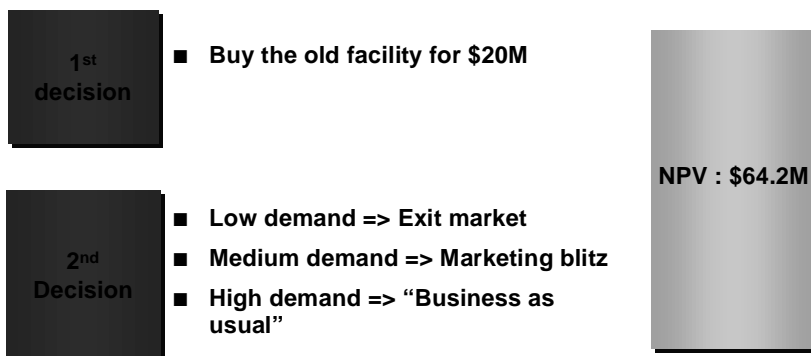 1st
decision
■ Buy the old facility for $20M
NPV : $64.2M
2nd
Decision
■ Low demand => Exit market
■ Medium demand => Marketing blitz
■ High demand => “Business as
usual”